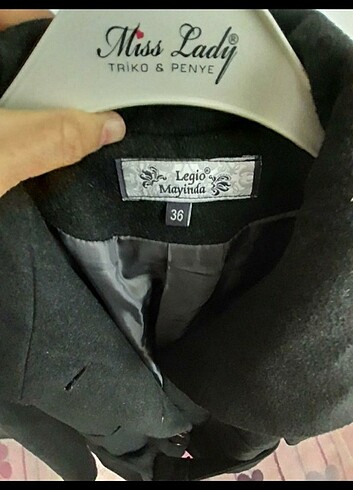 Miss Lady®
TRİKO & PENYE
Legio®
Mayinda
36